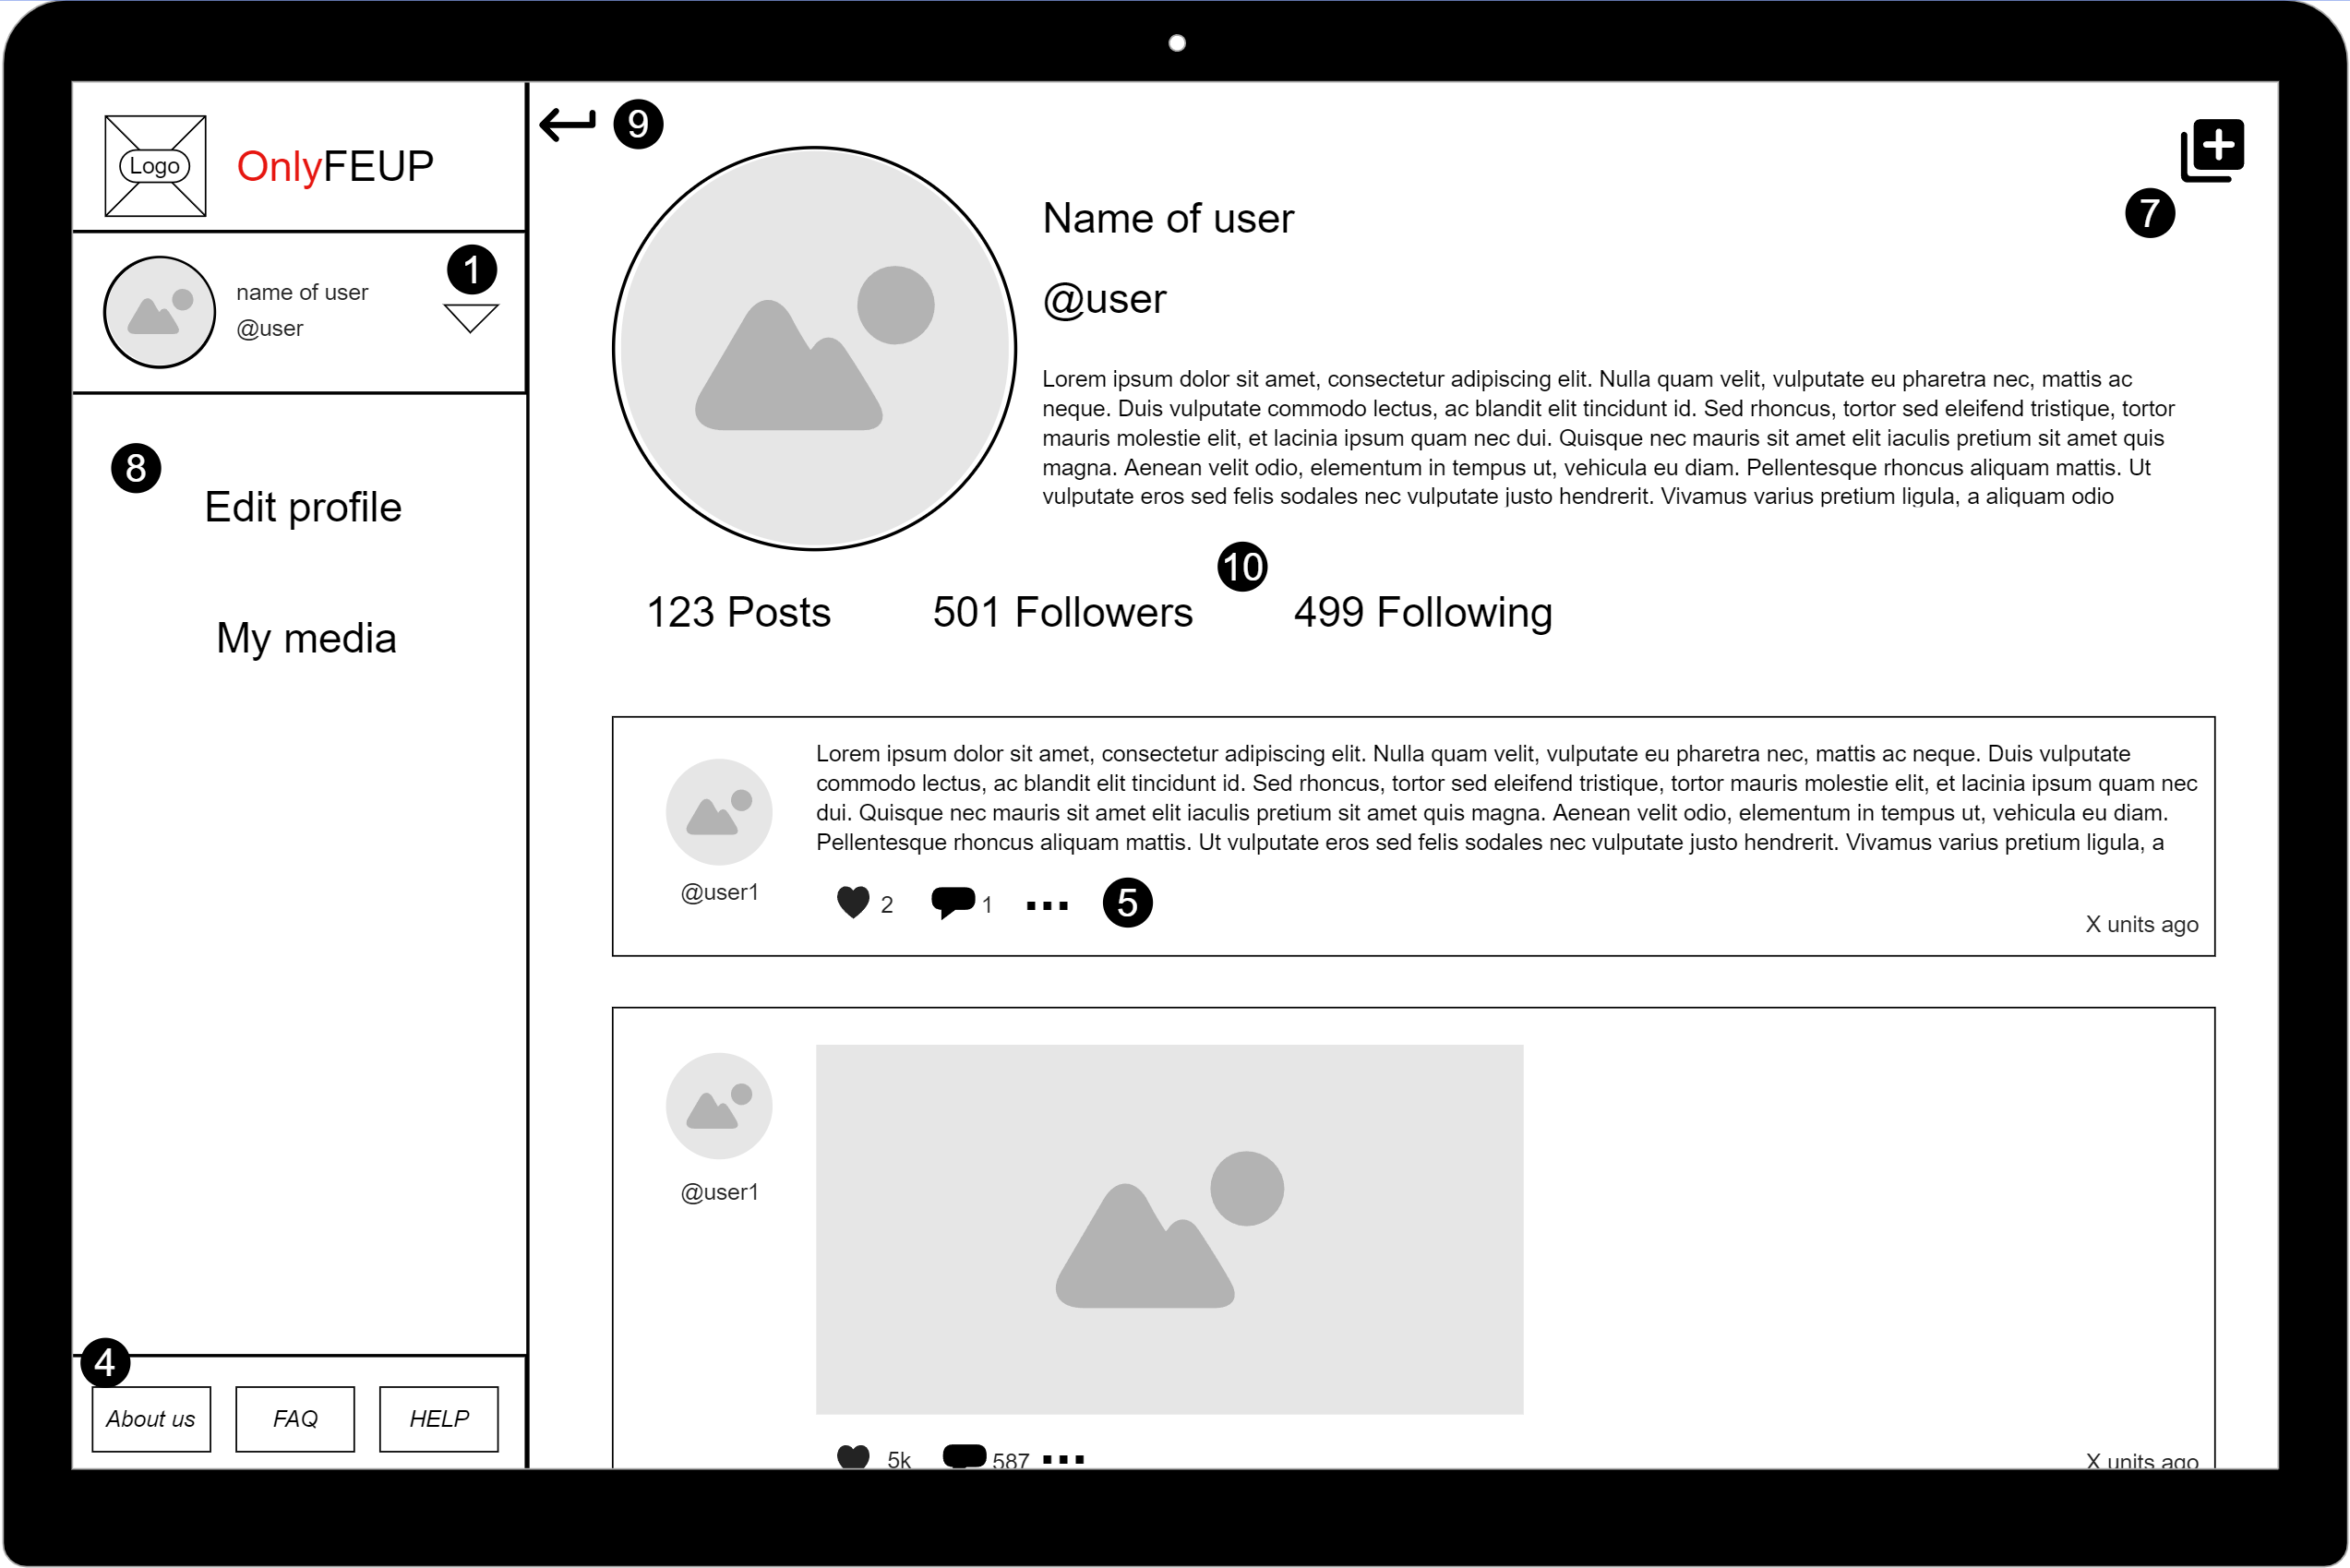 Logo
OnlyFEUP
1
name of user
@user
8
Edit profile
My media
4
About us
FAQ
HELP
9
7
Name of user
@user
Lorem ipsum dolor sit amet, consectetur adipiscing elit. Nulla quam velit, vulputate eu pharetra nec, mattis ac
neque. Duis vulputate commodo lectus, ac blandit elit tincidunt id. Sed rhoncus, tortor sed eleifend tristique, tortor
mauris molestie elit, et lacinia ipsum quam nec dui. Quisque nec mauris sit amet elit iaculis pretium sit amet quis
magna. Aenean velit odio, elementum in tempus ut, vehicula eu diam. Pellentesque rhoncus aliquam mattis. Ut
vulputate eros sed felis sodales nec vulputate justo hendrerit. Vivamus varius pretium ligula, a aliquam odio
10
123 Posts 501 Followers 499 Following
Lorem ipsum dolor sit amet, consectetur adipiscing elit. Nulla quam velit, vulputate eu pharetra nec, mattis ac neque. Duis vulputate
commodo lectus, ac blandit elit tincidunt id. Sed rhoncus, tortor sed eleifend tristique, tortor mauris molestie elit, et lacinia ipsum quam nec
dui. Quisque nec mauris sit amet elit iaculis pretium sit amet quis magna. Aenean velit odio, elementum in tempus ut, vehicula eu diam.
Pellentesque rhoncus aliquam mattis. Ut vulputate eros sed felis sodales nec vulputate justo hendrerit. Vivamus varius pretium ligula, a
@user1
2 1 ... 5
X units ago
@user1
5k 587 ...
X units ago